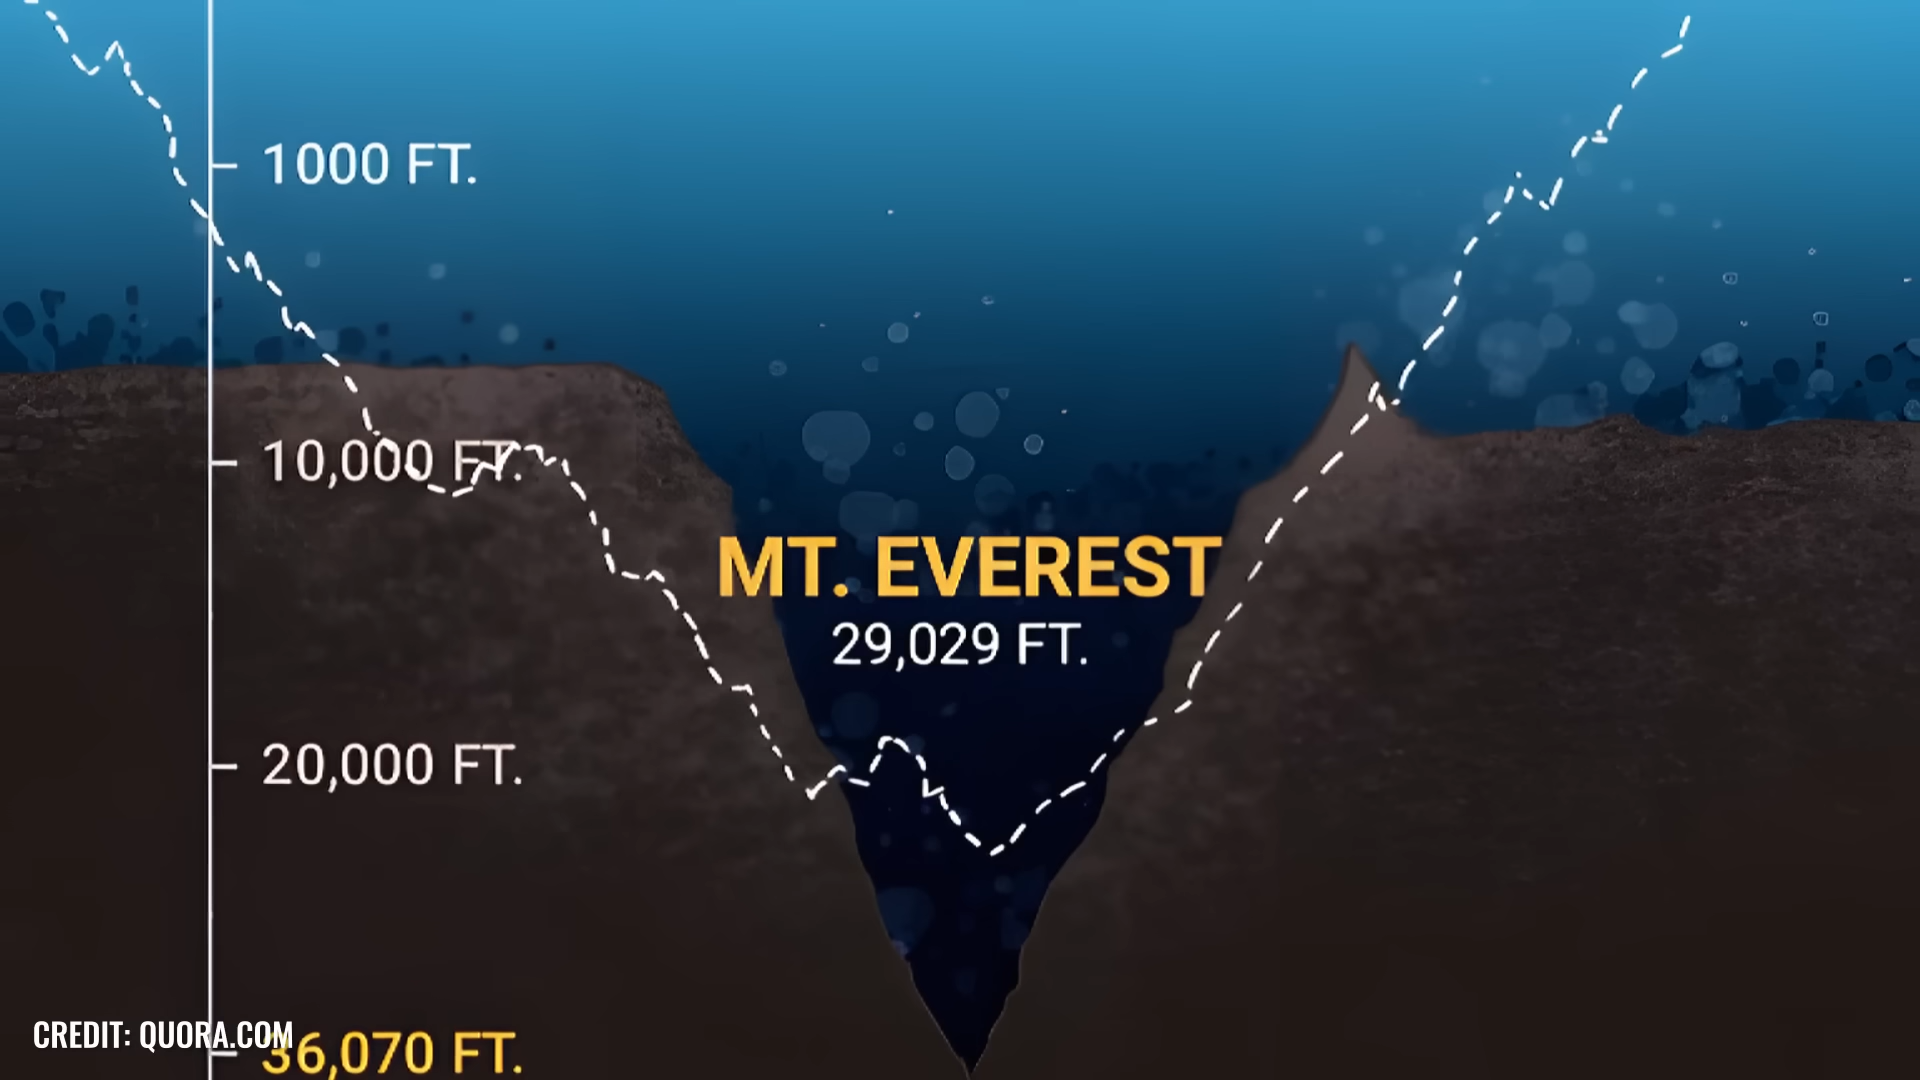 1000 FT.
10,000 FT.
MT. EVEREST
29,029 FT.
20,000 FT.
CREDIT: QUORA.COM
36,070 FT.